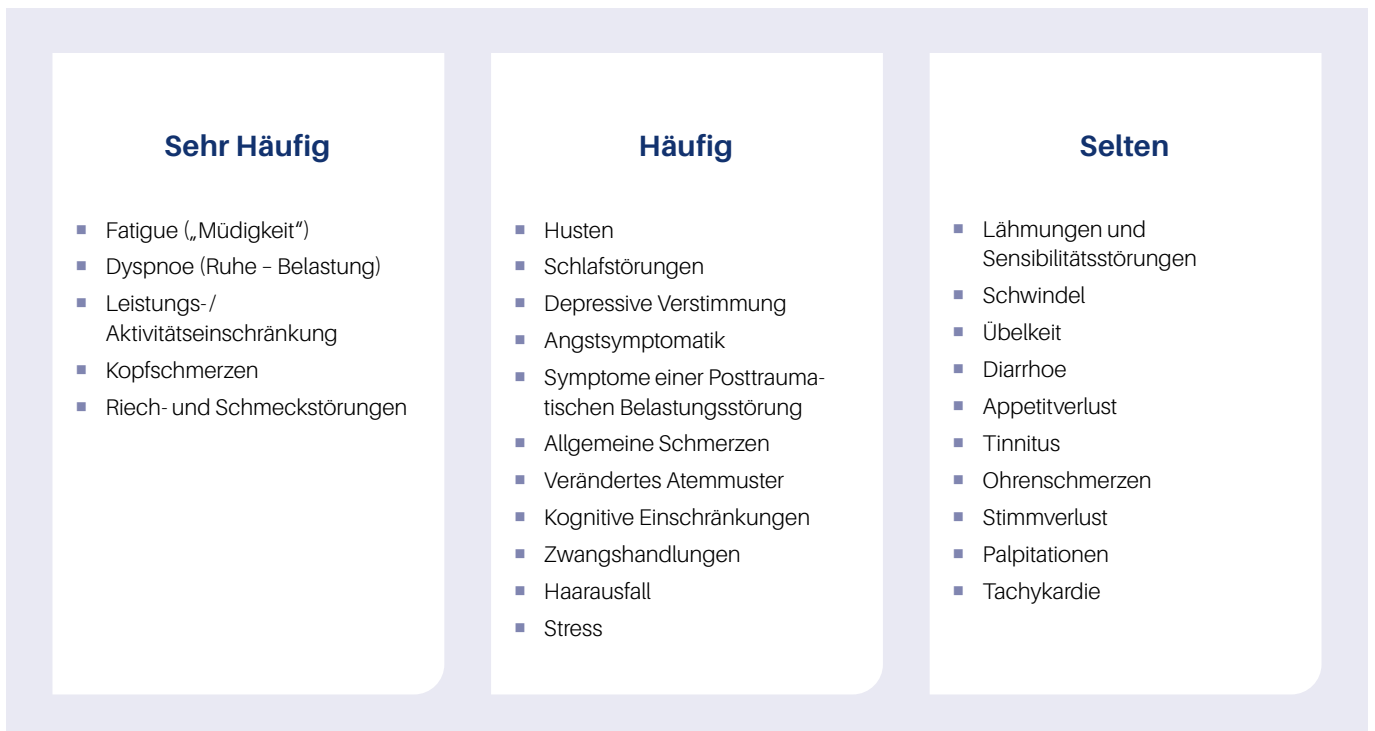 Sehr Häufig
Fatigue („Müdigkeit“)
Dyspnoe (Ruhe – Belastung)
Leistungs-/
Aktivitätseinschränkung
Kopfschmerzen
Riech- und Schmeckstörungen
Häufig
Husten
Schlafstörungen
Depressive Verstimmung
Angstsymptomatik
Symptome einer Posttrauma-
tischen Belastungsstörung
Allgemeine Schmerzen
Verändertes Atemmuster
Kognitive Einschränkungen
Zwangshandlungen
Haarausfall
Stress
Selten
Lähmungen und
Sensibilitätsstörungen
Schwindel
Übelkeit
Diarrhoe
Appetitverlust
Tinnitus
Ohrenschmerzen
Stimmverlust
Palpitationen
Tachykardie